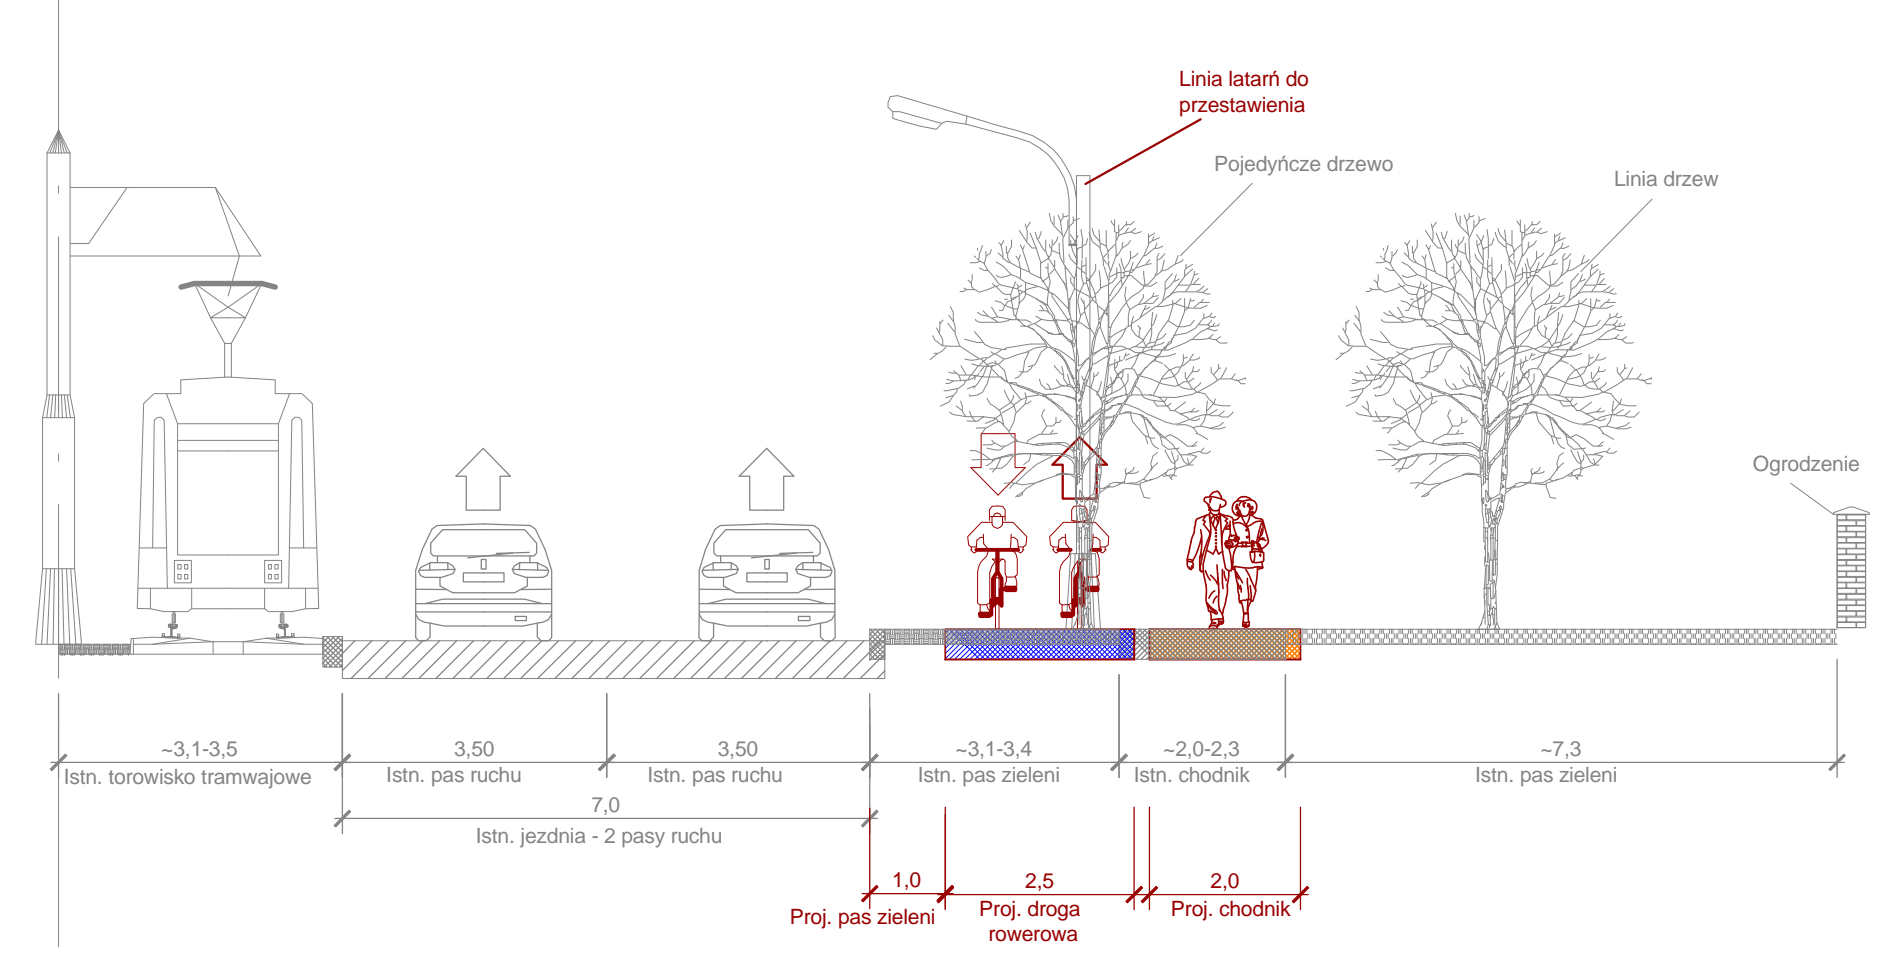 Linia latarń do
przestawienia
Pojedyńcze drzewo
Linia drzew
Ogrodzenie
~3,1-3,5
3,50
3,50
~3,1-3,4
~2,0-2,3
~7,3
Istn. torowisko tramwajowe
Istn. pas ruchu
Istn. pas ruchu
Istn. pas zieleni
Istn. chodnik
Istn. pas zieleni
7,0
Istn. jezdnia - 2 pasy ruchu
1,0
2,5
2,0
Proj. pas zieleni
Proj. droga
rowerowa
Proj. chodnik